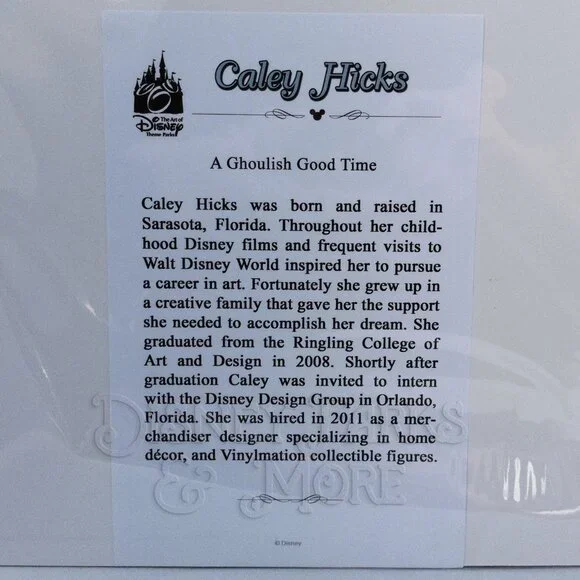 Caley Hicks
The Art of
Disney
Theme Parks
A Ghoulish Good Time
Caley Hicks was born and raised in
Sarasota, Florida. Throughout her child-
hood Disney films and frequent visits to
Walt Disney World inspired her to pursue
a career in art. Fortunately she grew up in
a creative family that gave her the support
she needed to accomplish her dream. She
graduated from the Ringling College of
Art and Design in 2008. Shortly after
graduation Caley was invited to intern
with the Disney Design Group in Orlando,
Florida. She was hired in 2011 as a mer-
chandiser designer specializing in home
décor, and Vinylmation collectible figures.
Disney Perks
& More
© Disney